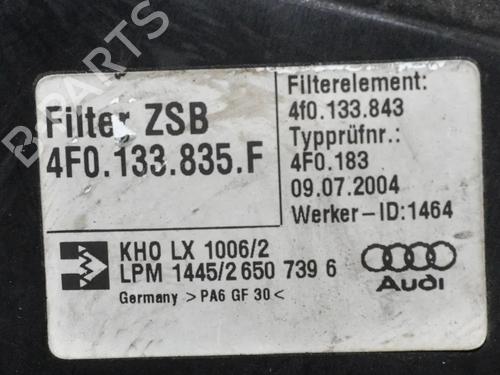 B-PARTS
Filter ZSB
4F0.133.835.F
Filterelement:
4f0.133.843
Typprüfnr.:
4F0.183
09.07.2004
Werker-ID:1464
KHO LX 1006/2
LPM 1445/2 650 739 6
Germany >PA6 GF 30<
Audi